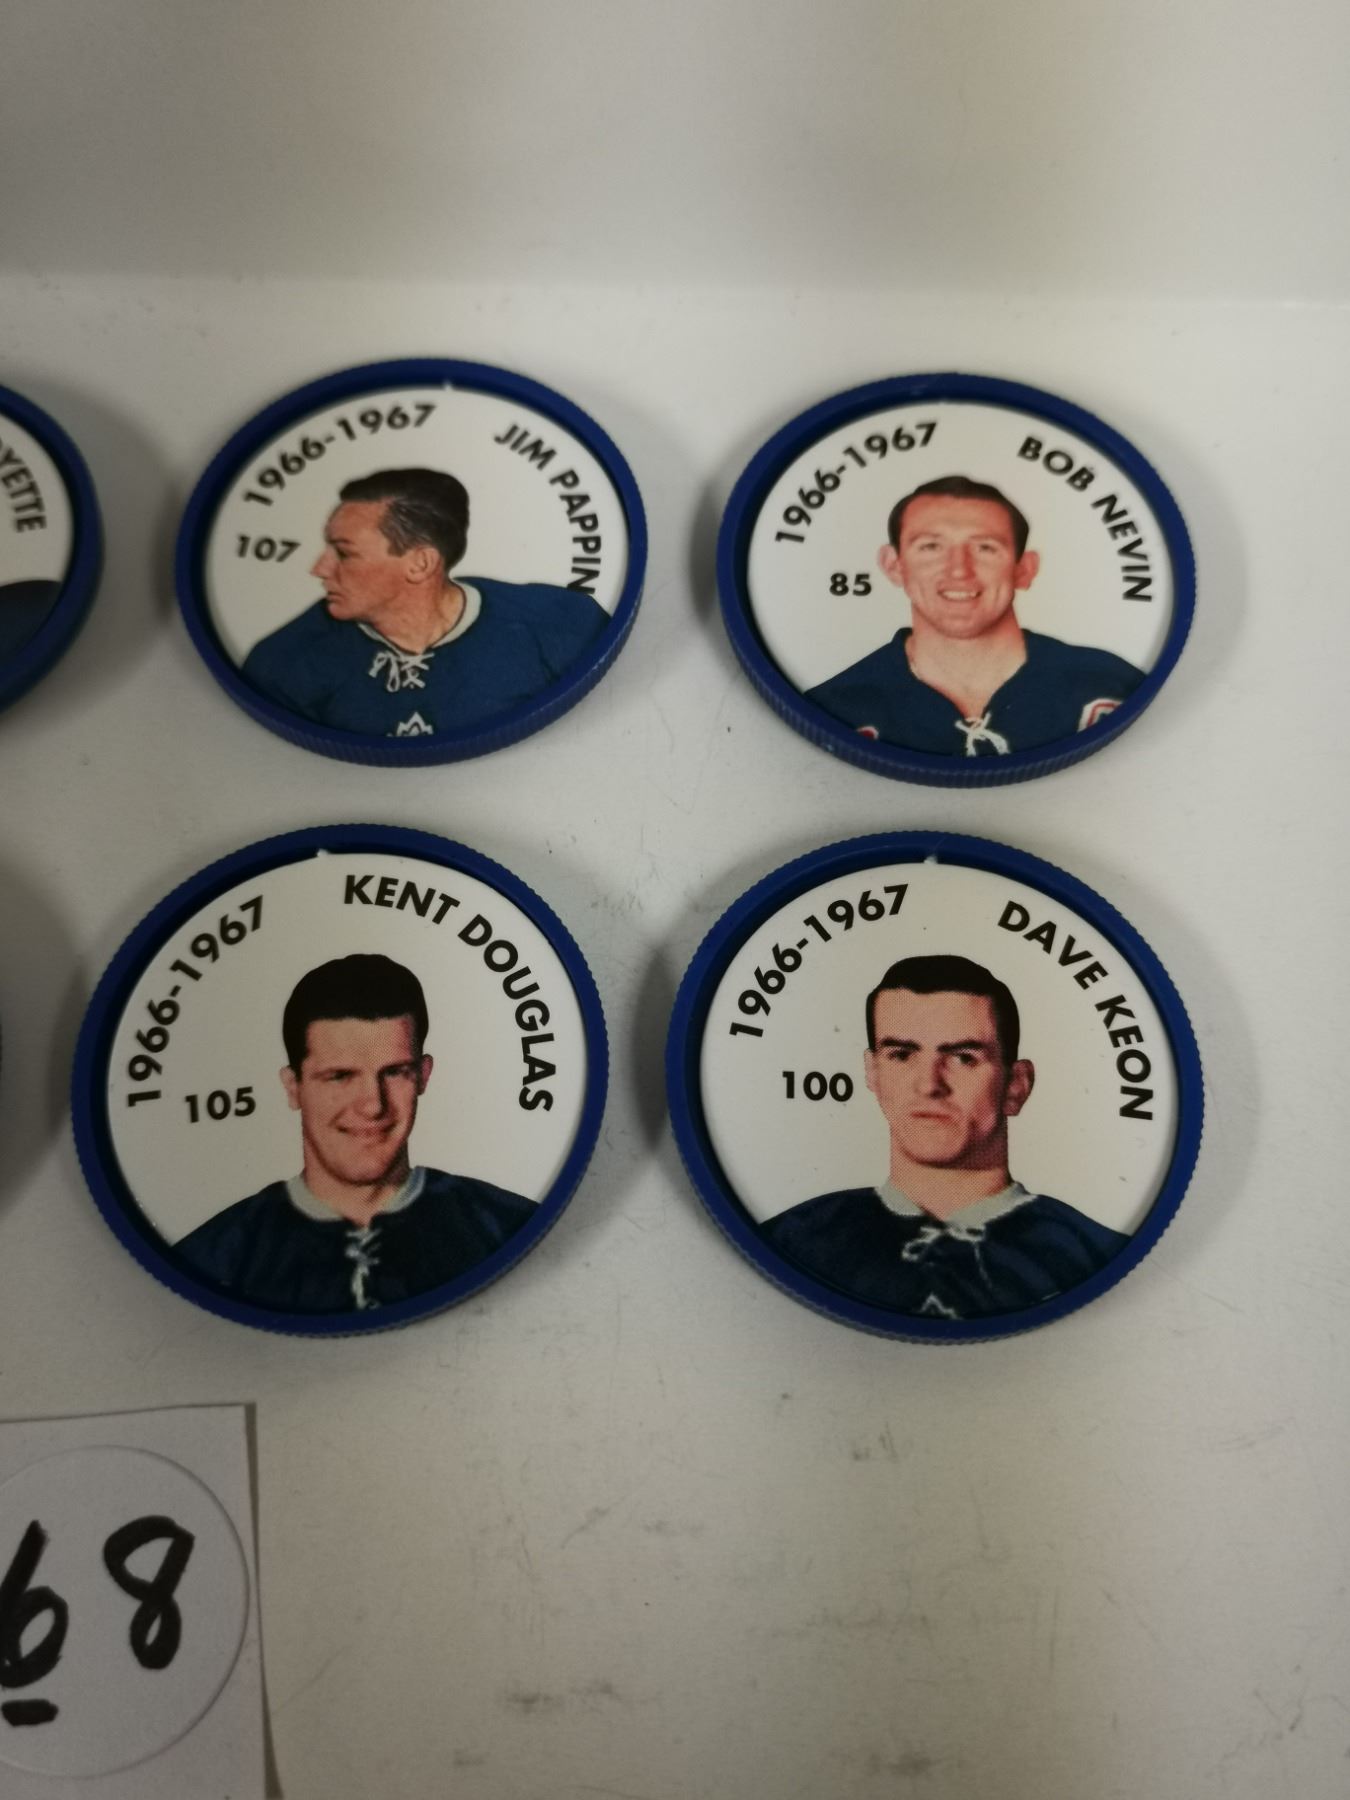 1966-1967
JIM PAPPIN
107
1966-1967
BOB NEVIN
85
1966-1967
KENT DOUGLAS
105
1966-1967
DAVE KEON
100
68